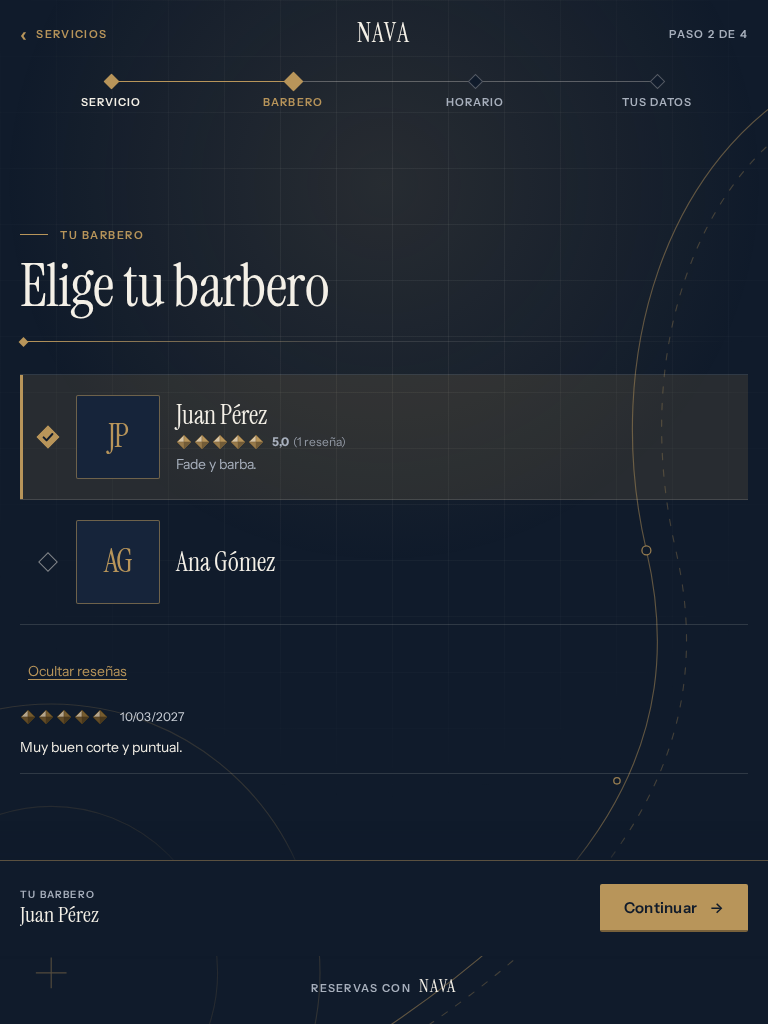 ‹ SERVICIOS
NAVA
PASO 2 DE 4
SERVICIO
BARBERO
HORARIO
TUS DATOS
TU BARBERO
Elige tu barbero
JP
Juan Pérez
5,0 (1 reseña)
Fade y barba.
AG
Ana Gómez
Ocultar reseñas
10/03/2027
Muy buen corte y puntual.
TU BARBERO
Juan Pérez
Continuar →
RESERVAS CON NAVA